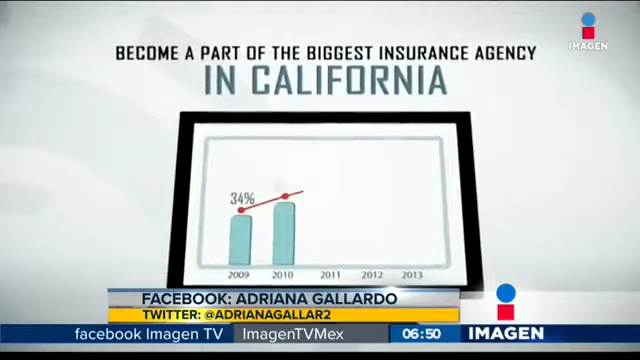 BECOME A PART OF THE BIGGEST INSURANCE AGENCY
IMAGEN
IN CALIFORNIA
34%
2009 2010 2011 2012 2013
FACEBOOK: ADRIANA GALLARDO
TWITTER: @ADRIANAGALLAR2
facebook Imagen TV ImagenTVMex 06:50 IMAGEN